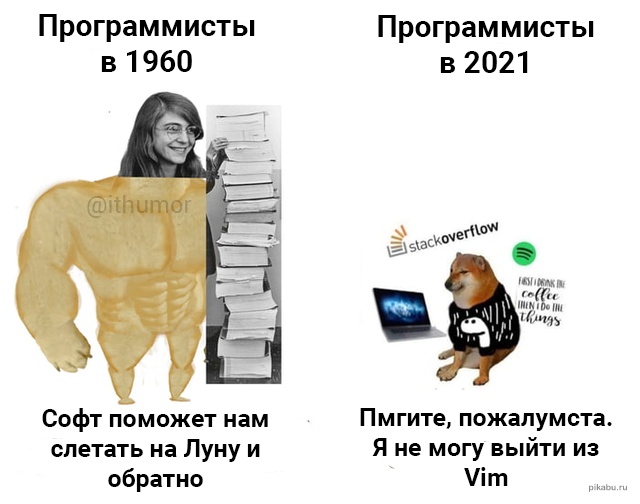 Программисты
в 1960
Программисты
в 2021
@ithumor
stackoverflow
FIRST I DRINK THE
coffee
THEN I DO THE
things
Софт поможет нам
слетать на Луну и
обратно
Пмгите, пожалумста.
Я не могу выйти из
Vim
pikabu.ru